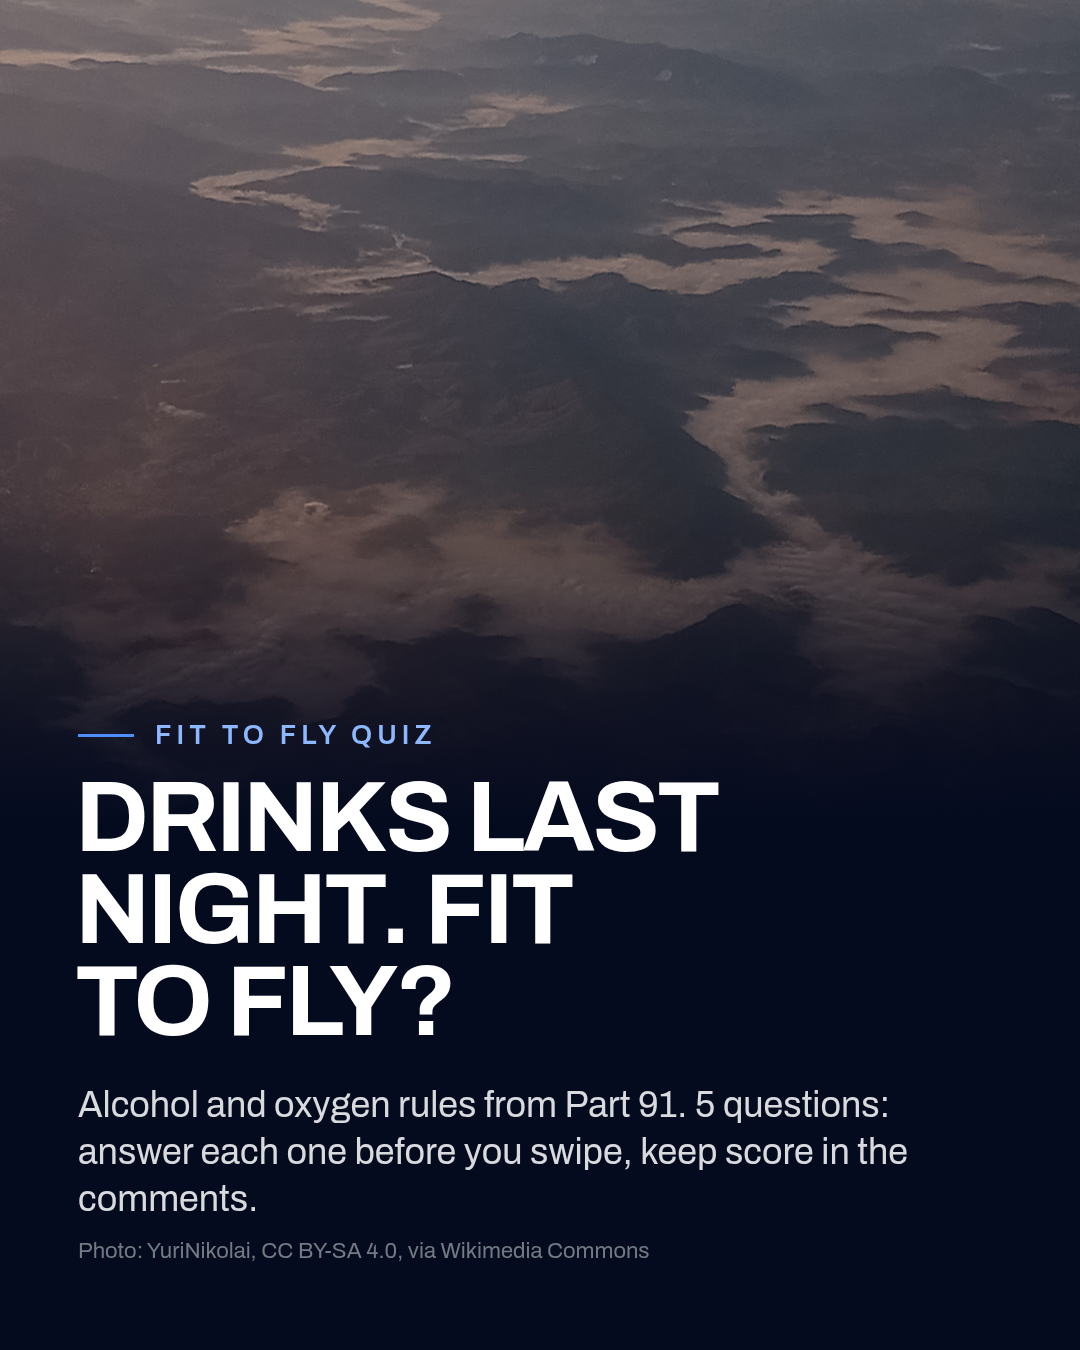 FIT TO FLY QUIZ
DRINKS LAST
NIGHT. FIT
TO FLY?
Alcohol and oxygen rules from Part 91. 5 questions:
answer each one before you swipe, keep score in the
comments.
Photo: YuriNikolai, CC BY-SA 4.0, via Wikimedia Commons